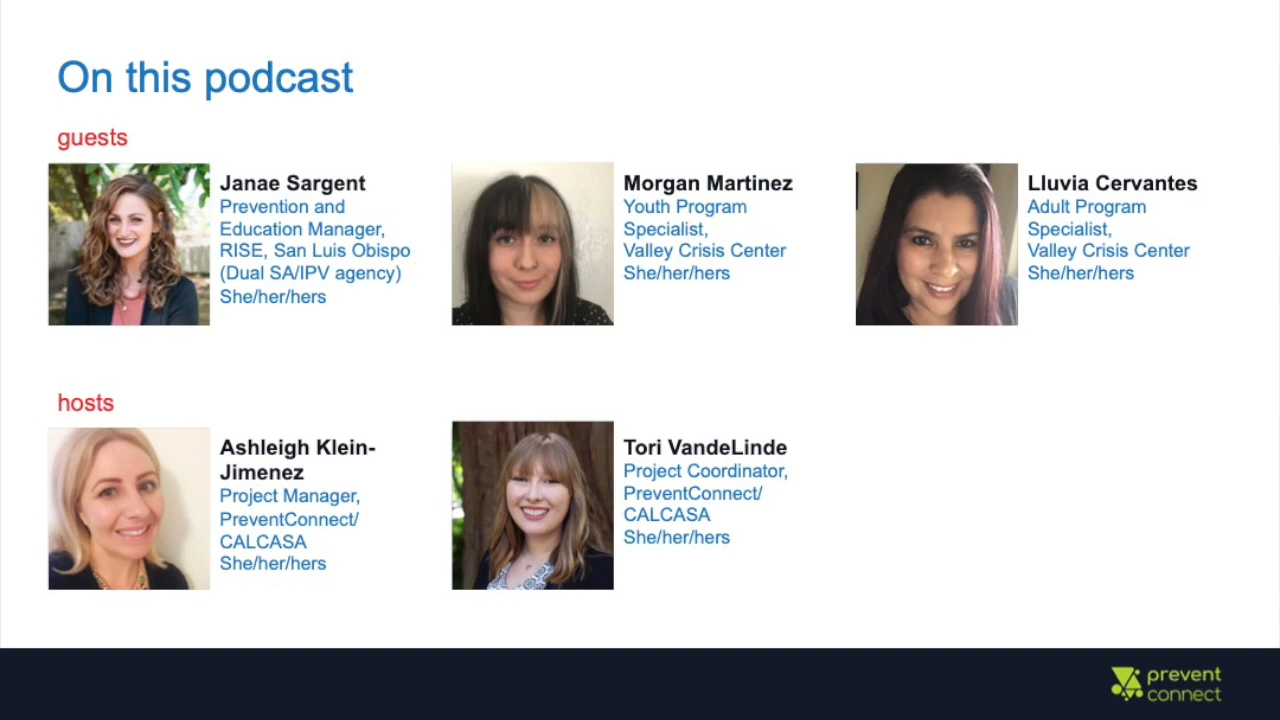 On this podcast
guests
Janae Sargent
Prevention and
Education Manager,
RISE, San Luis Obispo
(Dual SA/IPV agency)
She/her/hers
Morgan Martinez
Youth Program
Specialist,
Valley Crisis Center
She/her/hers
Lluvia Cervantes
Adult Program
Specialist,
Valley Crisis Center
She/her/hers
hosts
Ashleigh Klein-
Jimenez
Project Manager,
PreventConnect/
CALCASA
She/her/hers
Tori VandeLinde
Project Coordinator,
PreventConnect/
CALCASA
She/her/hers
prevent
connect